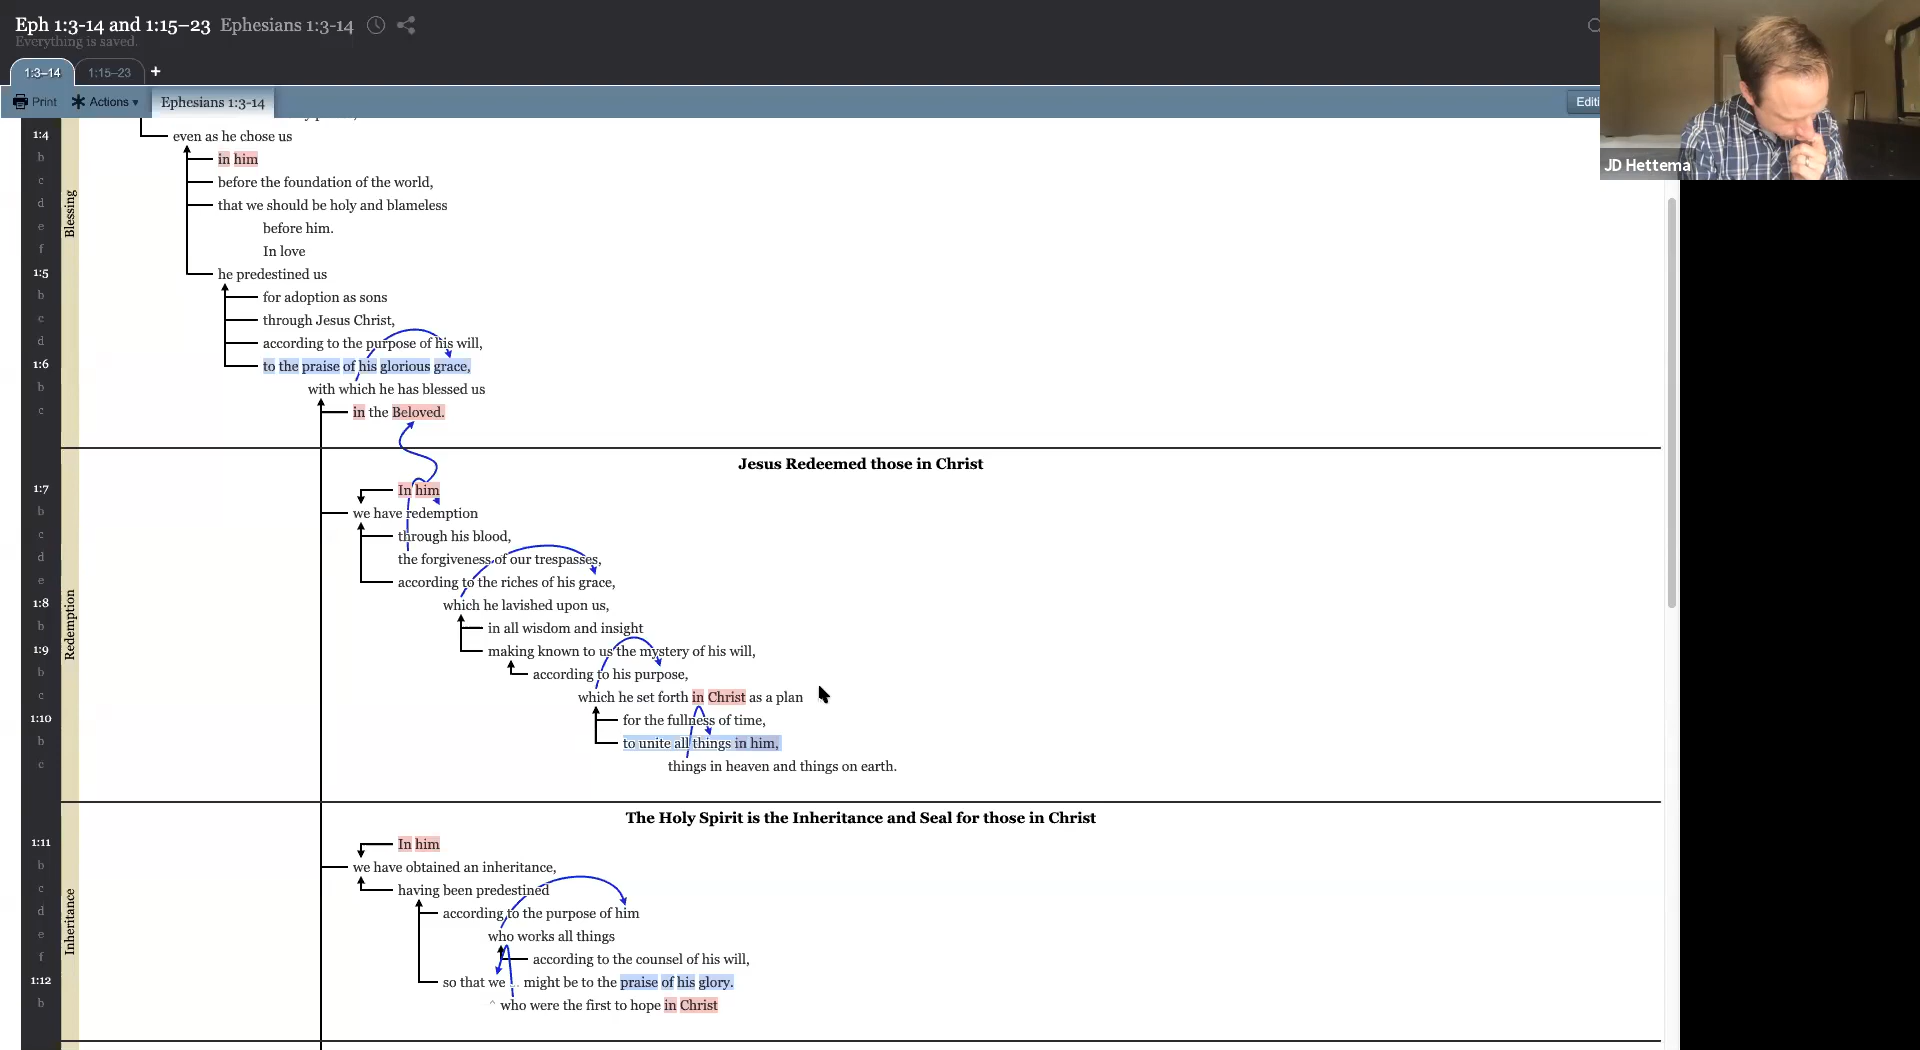 Eph 1:3-14 and 1:15–23 Ephesians 1:3-14
Everything is saved.
1:3–14 1:15–23 +
Print Actions ▾ Ephesians 1:3-14 Editi
JD Hettema
Blessing
1:4 even as he chose us
b in him
c before the foundation of the world,
d that we should be holy and blameless
e before him.
f In love
1:5 he predestined us
b for adoption as sons
c through Jesus Christ,
d according to the purpose of his will,
1:6 to the praise of his glorious grace,
b with which he has blessed us
c in the Beloved.
Jesus Redeemed those in Christ
Redemption
1:7 In him
b we have redemption
c through his blood,
d the forgiveness of our trespasses,
e according to the riches of his grace,
1:8 which he lavished upon us,
b in all wisdom and insight
1:9 making known to us the mystery of his will,
b according to his purpose,
c which he set forth in Christ as a plan
1:10 for the fullness of time,
b to unite all things in him,
c things in heaven and things on earth.
The Holy Spirit is the Inheritance and Seal for those in Christ
Inheritance
1:11 In him
b we have obtained an inheritance,
c having been predestined
d according to the purpose of him
e who works all things
f according to the counsel of his will,
1:12 so that we ... might be to the praise of his glory.
b ^ who were the first to hope in Christ